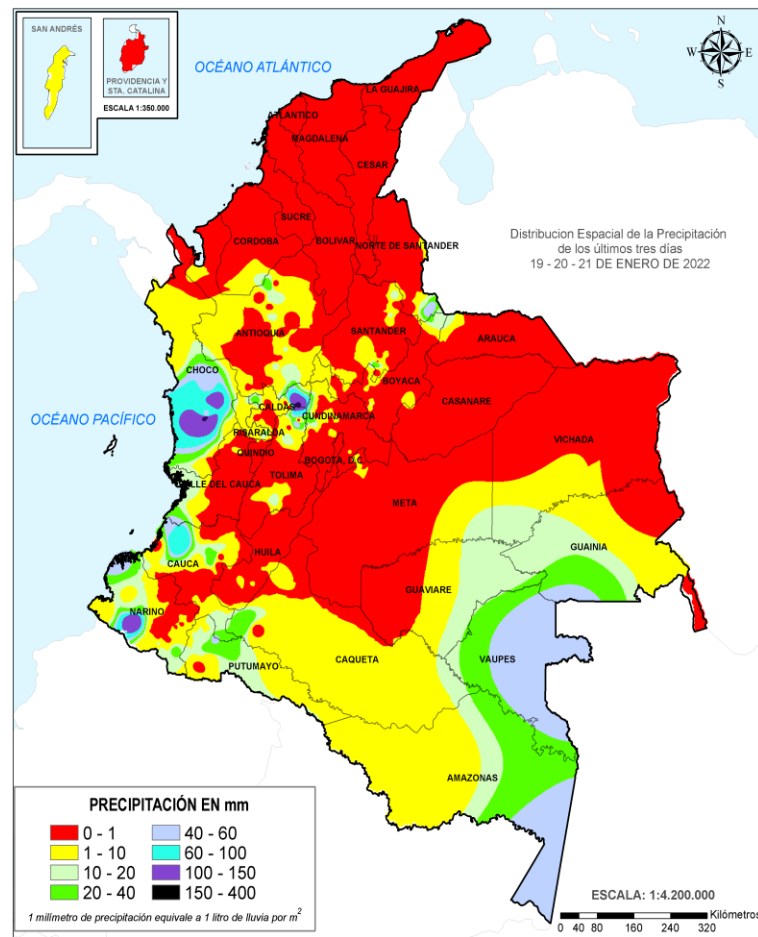 SAN ANDRÉS
PROVIDENCIA Y
STA. CATALINA
ESCALA 1:350.000
OCÉANO ATLÁNTICO
N
W
E
S
LA GUAJIRA
ATLANTICO
MAGDALENA
CESAR
SUCRE
CORDOBA
BOLIVAR
NORTE DE SANTANDER
Distribucion Espacial de la Precipitación
de los últimos tres días
19 - 20 - 21 DE ENERO DE 2022
ANTIOQUIA
SANTANDER
ARAUCA
CHOCO
BOYACA
CASANARE
OCÉANO PACÍFICO
CALDAS
CUNDINAMARCA
RISARALDA
VICHADA
QUINDIO
BOGOTA, D.C.
TOLIMA
VALLE DEL CAUCA
META
GUAINIA
CAUCA
HUILA
GUAVIARE
NARINO
VAUPES
CAQUETA
PUTUMAYO
AMAZONAS
PRECIPITACIÓN EN mm
0 - 1
40 - 60
1 - 10
60 - 100
10 - 20
100 - 150
20 - 40
150 - 400
1 milímetro de precipitación equivale a 1 litro de lluvia por m²
ESCALA: 1:4.200.000
Kilómetros
0 40 80 160 240 320